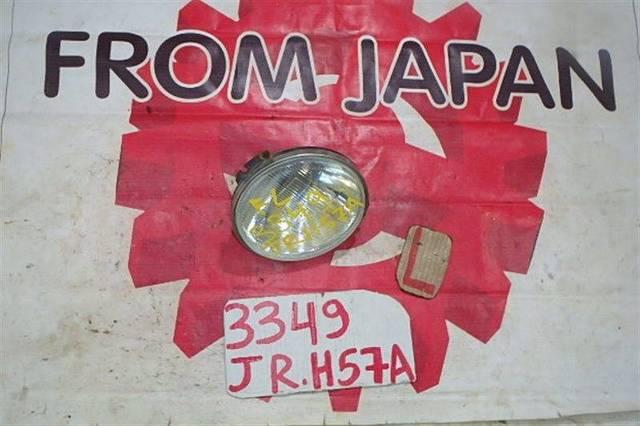 FROM JAPAN
L
3349
JR.H57A